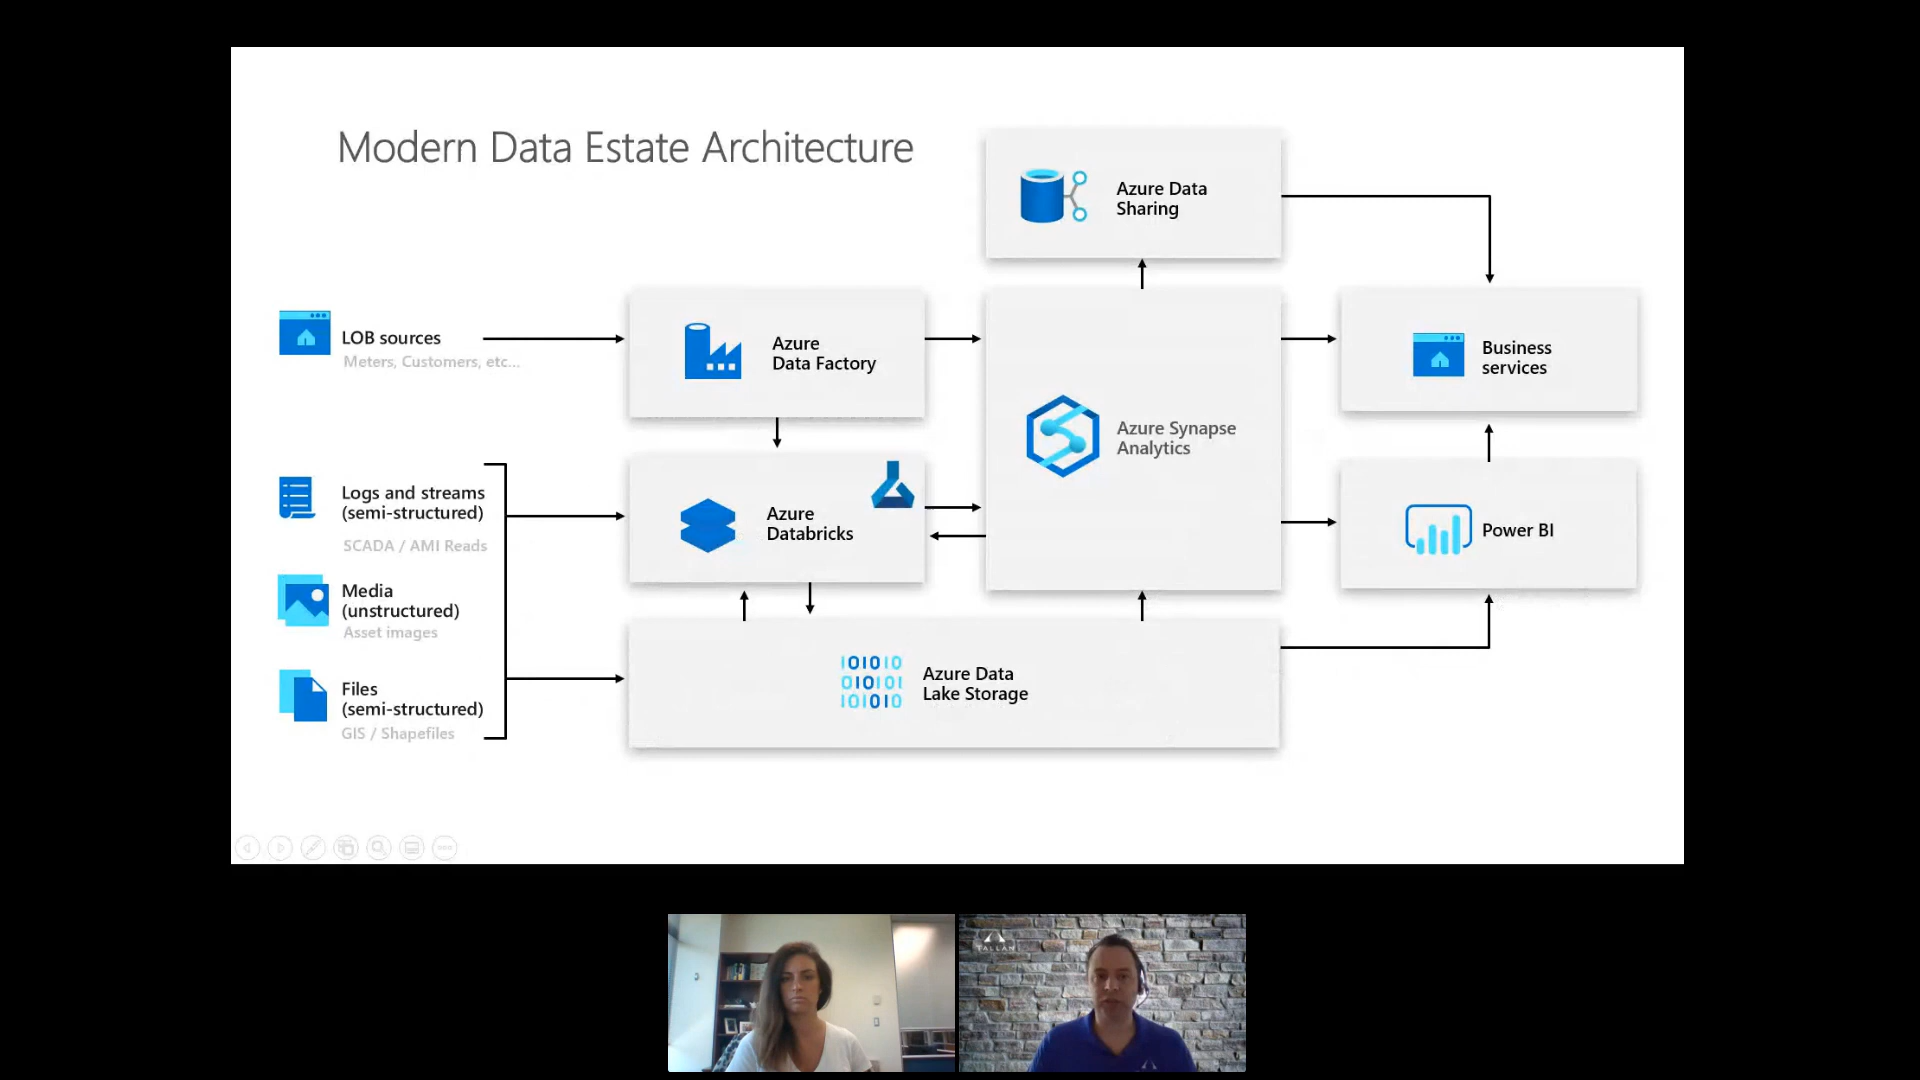 Modern Data Estate Architecture
Azure Data
Sharing
LOB sources
Meters, Customers, etc...
Azure
Data Factory
Business
services
Azure Synapse
Analytics
Logs and streams
(semi-structured)
SCADA / AMI Reads
Azure
Databricks
Power BI
Media
(unstructured)
Asset images
Files
(semi-structured)
GIS / Shapefiles
101010
010101
101010
Azure Data
Lake Storage
TALLAN